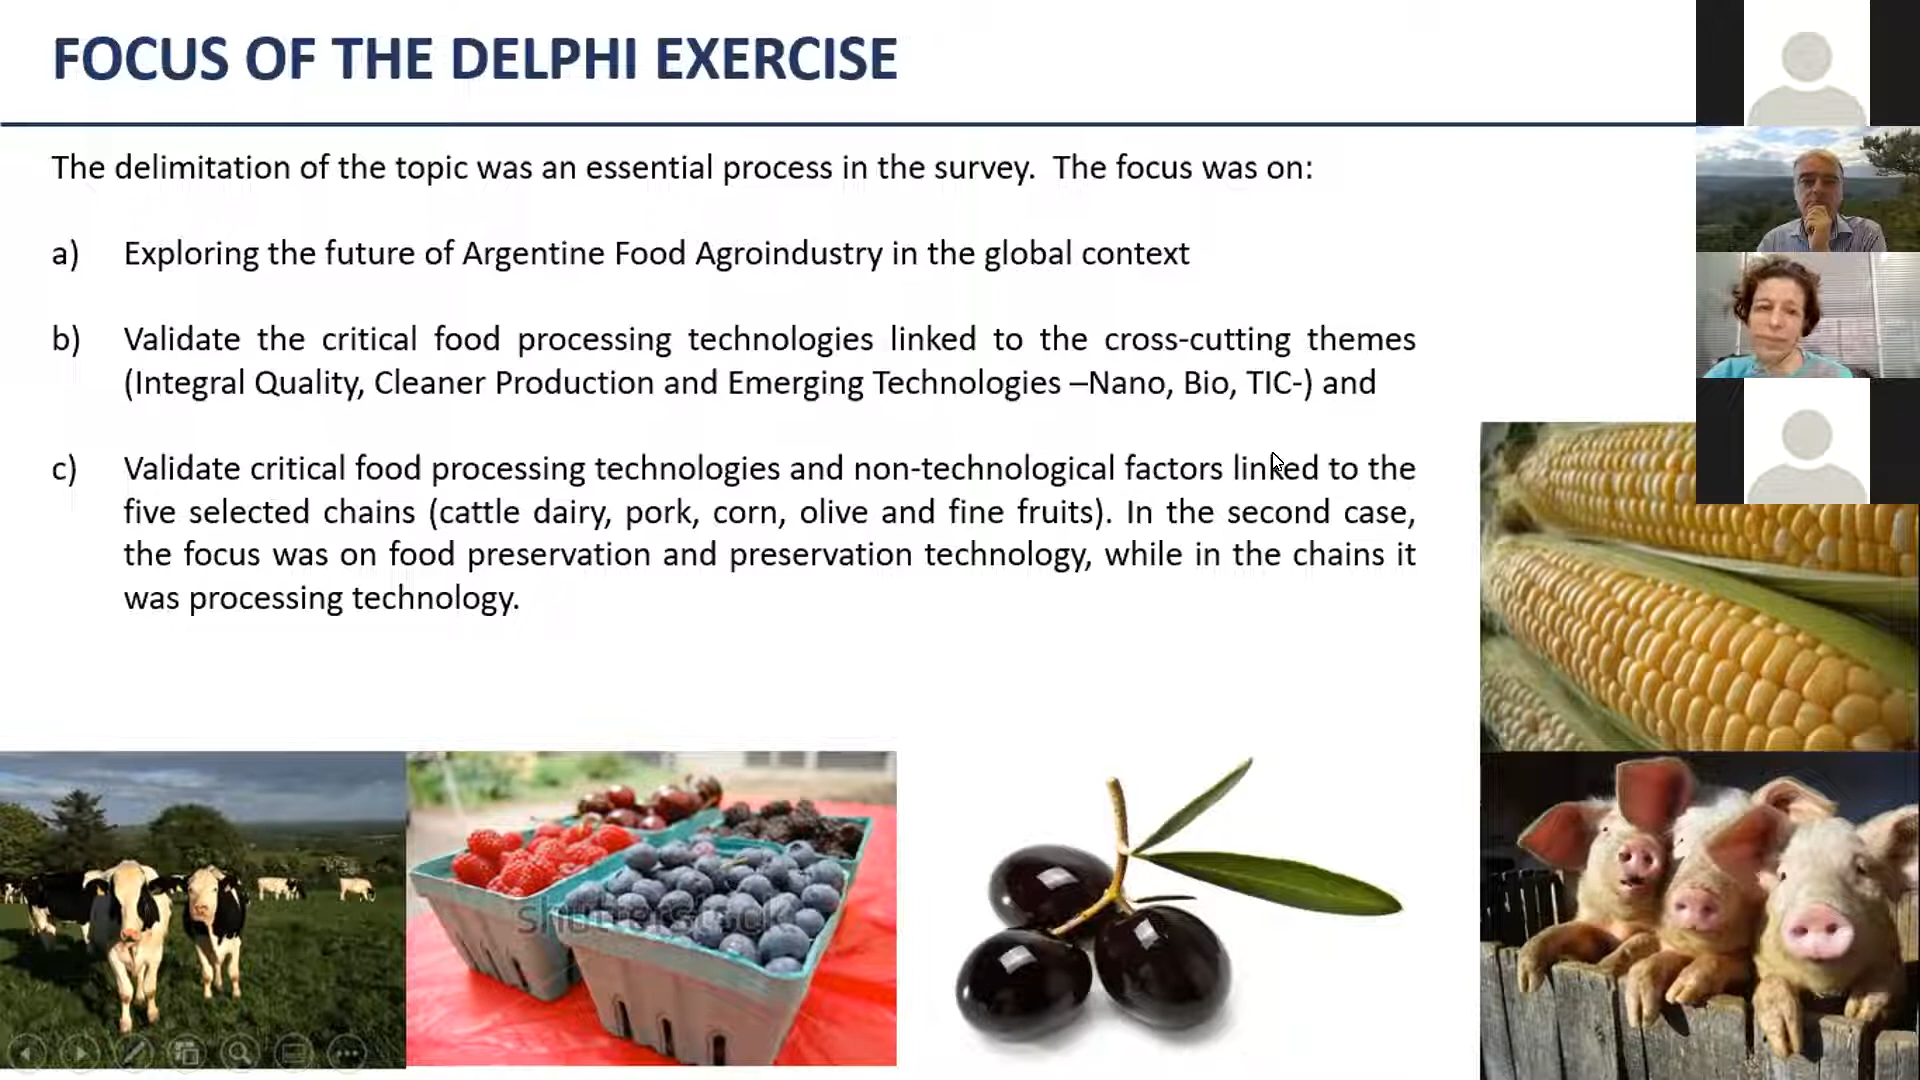 FOCUS OF THE DELPHI EXERCISE
The delimitation of the topic was an essential process in the survey.  The focus was on:
a) Exploring the future of Argentine Food Agroindustry in the global context
b) Validate the critical food processing technologies linked to the cross-cutting themes
(Integral Quality, Cleaner Production and Emerging Technologies –Nano, Bio, TIC-) and
c) Validate critical food processing technologies and non-technological factors linked to the
five selected chains (cattle dairy, pork, corn, olive and fine fruits). In the second case,
the focus was on food preservation and preservation technology, while in the chains it
was processing technology.
shutterstock